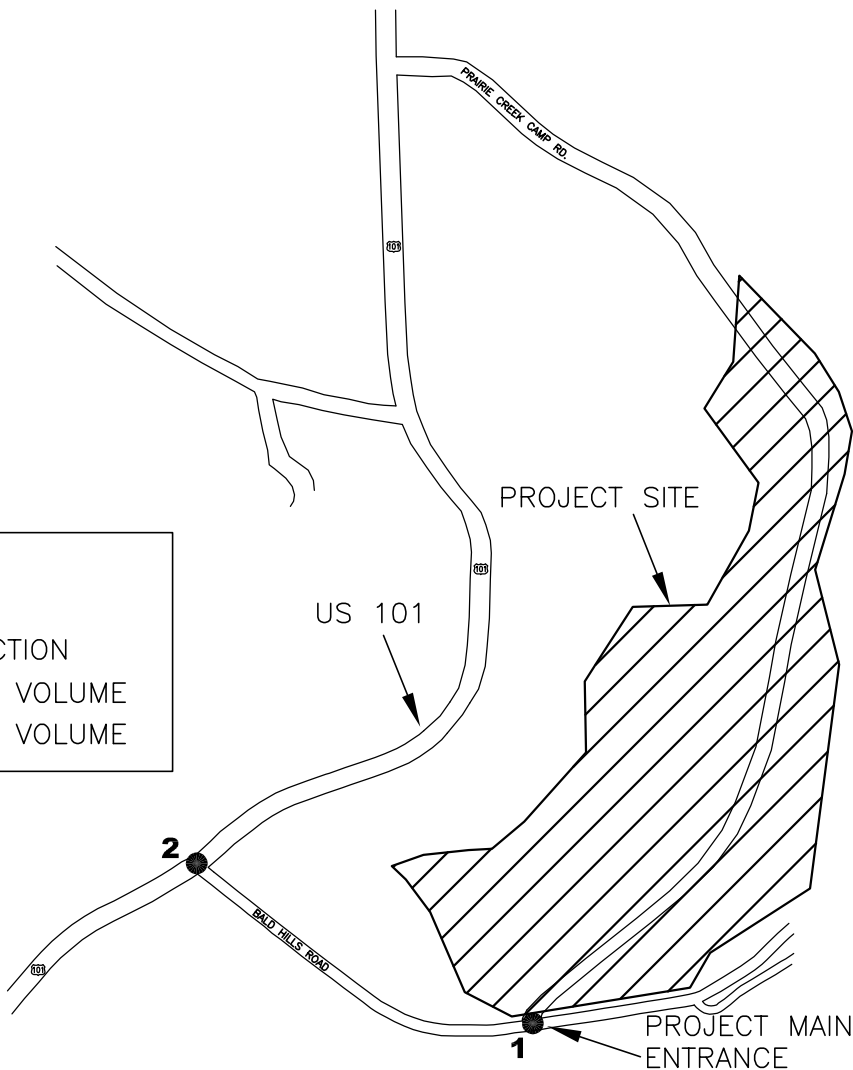 PRAIRIE CREEK CAMP RD.
101
PROJECT SITE
101
US 101
CTION
VOLUME
VOLUME
2
BALD HILLS ROAD
101
1
PROJECT MAIN
ENTRANCE